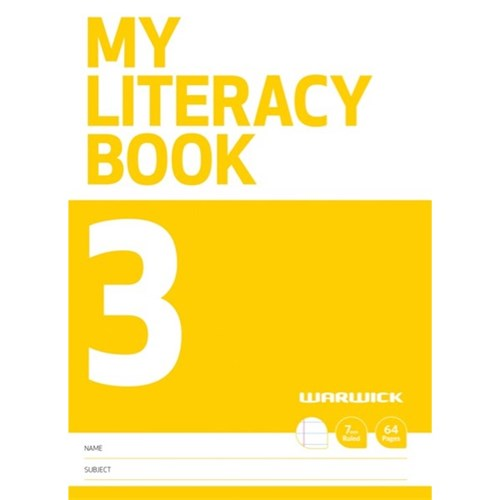 MY
LITERACY
BOOK
3
WARWICK
7mm
Ruled
64
Pages
NAME
SUBJECT